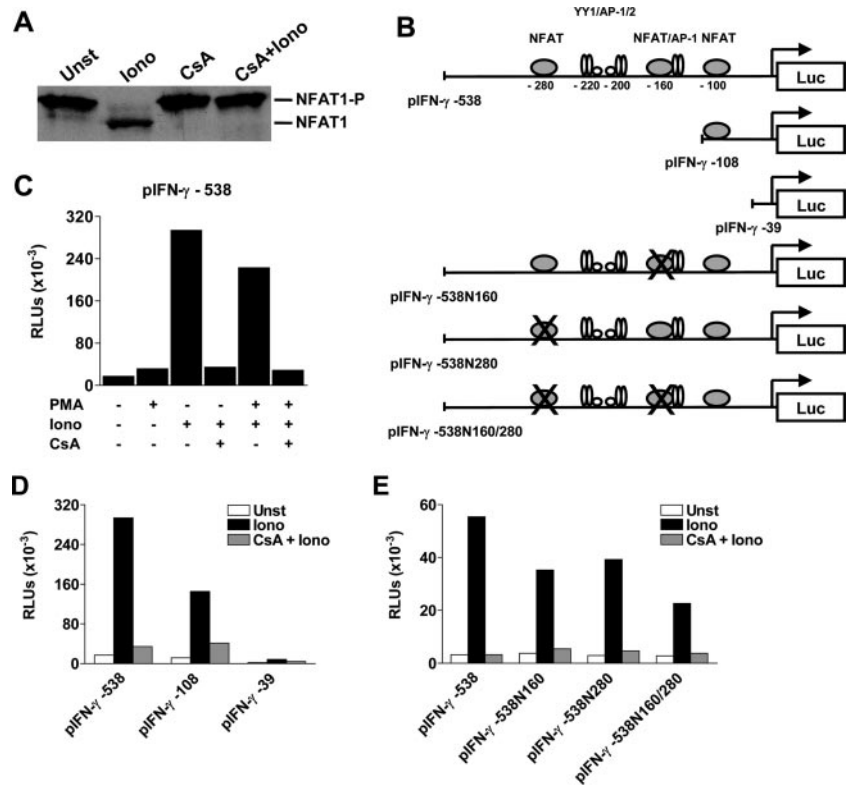 A
Unst Iono CsA CsA+Iono
NFAT1-P
NFAT1
B
YY1/AP-1/2
NFAT NFAT/AP-1 NFAT
- 280 - 220 - 200 - 160 - 100
Luc
pIFN-γ -538
Luc
pIFN-γ -108
Luc
pIFN-γ -39
Luc
pIFN-γ -538N160
Luc
pIFN-γ -538N280
Luc
pIFN-γ -538N160/280
C
pIFN-γ - 538
RLUs (x10⁻³)
320
240
160
80
0
PMA - + - - + +
Iono - - + + + +
CsA - - - + - +
D
RLUs (x10⁻³)
320
240
160
80
0
Unst
Iono
CsA + Iono
pIFN-γ -538
pIFN-γ -108
pIFN-γ -39
E
RLUs (x10⁻³)
60
40
20
0
Unst
Iono
CsA + Iono
pIFN-γ -538
pIFN-γ -538N160
pIFN-γ -538N280
pIFN-γ -538N160/280